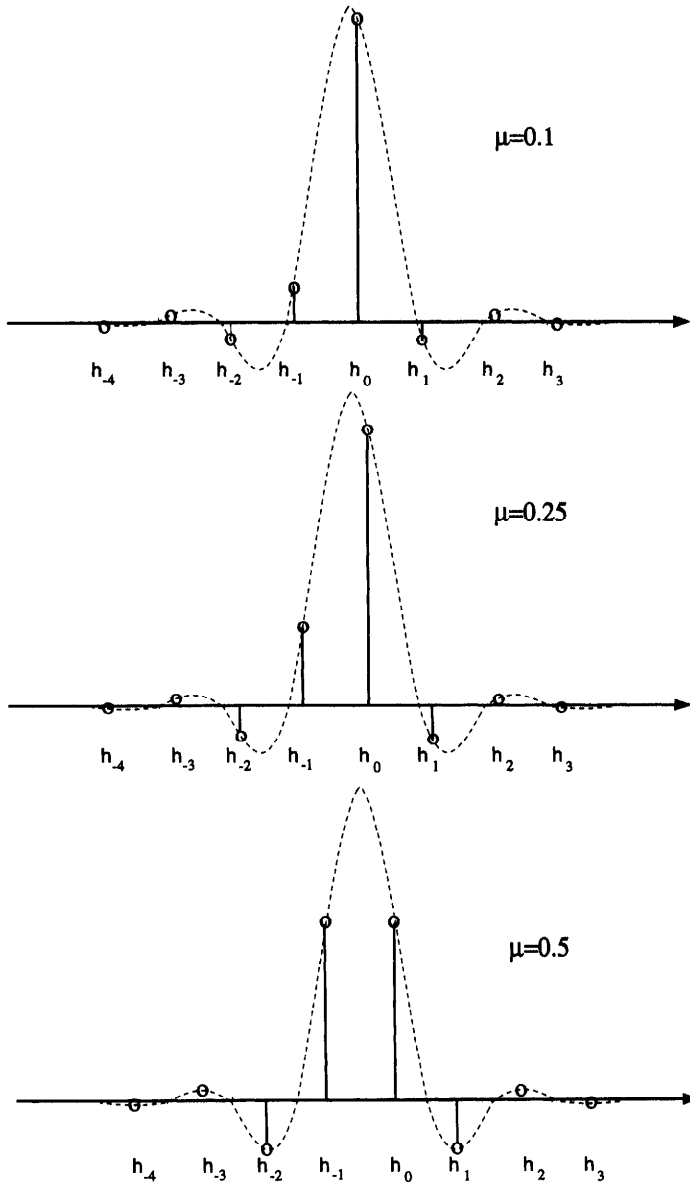 μ=0.1
h₋₄ h₋₃ h₋₂ h₋₁ h₀ h₁ h₂ h₃
μ=0.25
h₋₄ h₋₃ h₋₂ h₋₁ h₀ h₁ h₂ h₃
μ=0.5
h₋₄ h₋₃ h₋₂ h₋₁ h₀ h₁ h₂ h₃